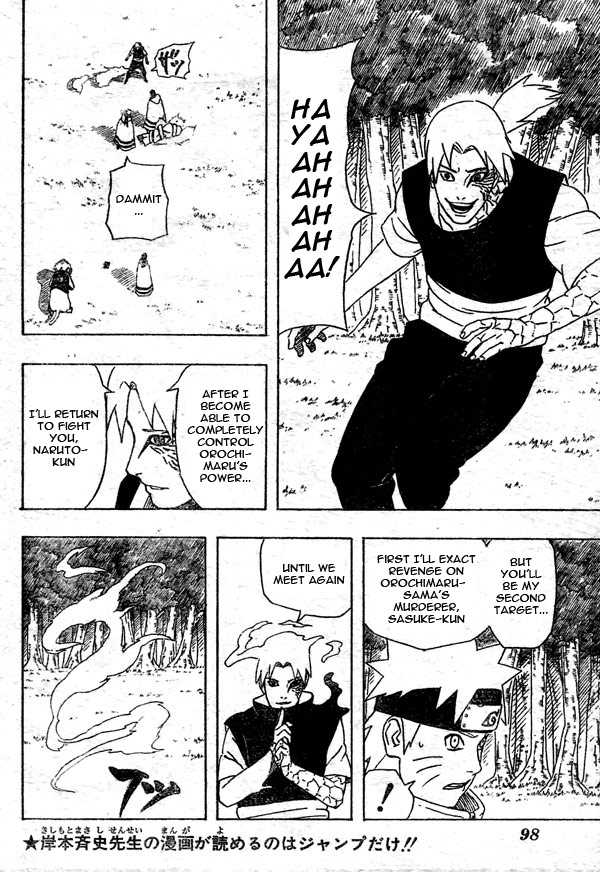 HA
YA
AH
AH
AH
AH
AA!
ザッ
DAMMIT
...
AFTER I
BECOME
ABLE TO
COMPLETELY
CONTROL
OROCHI-
MARU'S
POWER...
I'LL RETURN
TO FIGHT
YOU,
NARUTO-
KUN
BUT
YOU'LL
BE MY
SECOND
TARGET...
FIRST I'LL EXACT
REVENGE ON
OROCHIMARU-
SAMA'S
MURDERER,
SASUKE-KUN
!
UNTIL WE
MEET AGAIN
フッ
きしもとまさ し せんせい まん が よ
★岸本斉史先生の漫画が読めるのはジャンプだけ!!
98